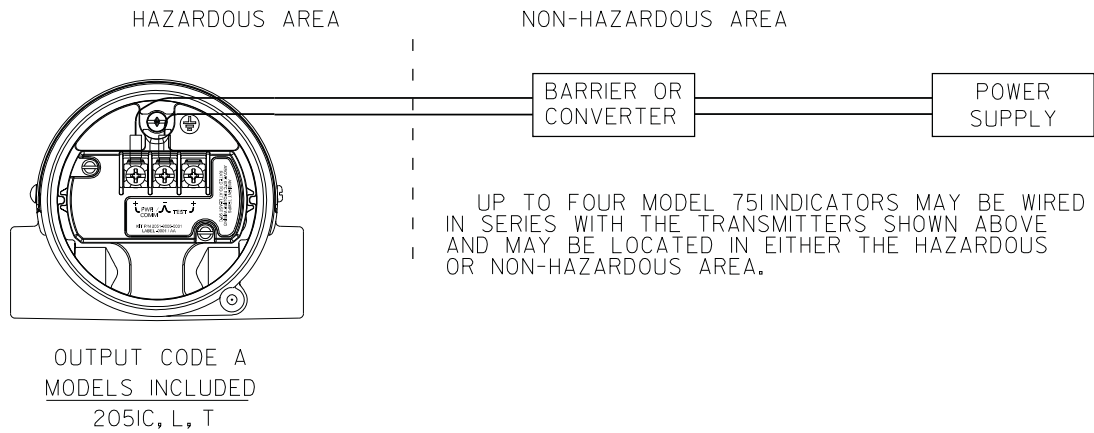 HAZARDOUS AREA
NON-HAZARDOUS AREA
BARRIER OR
CONVERTER
POWER
SUPPLY
PWR
COMM
TEST
UP TO FOUR MODEL 751 INDICATORS MAY BE WIRED
IN SERIES WITH THE TRANSMITTERS SHOWN ABOVE
AND MAY BE LOCATED IN EITHER THE HAZARDOUS
OR NON-HAZARDOUS AREA.
OUTPUT CODE A
MODELS INCLUDED
2051C, L, T